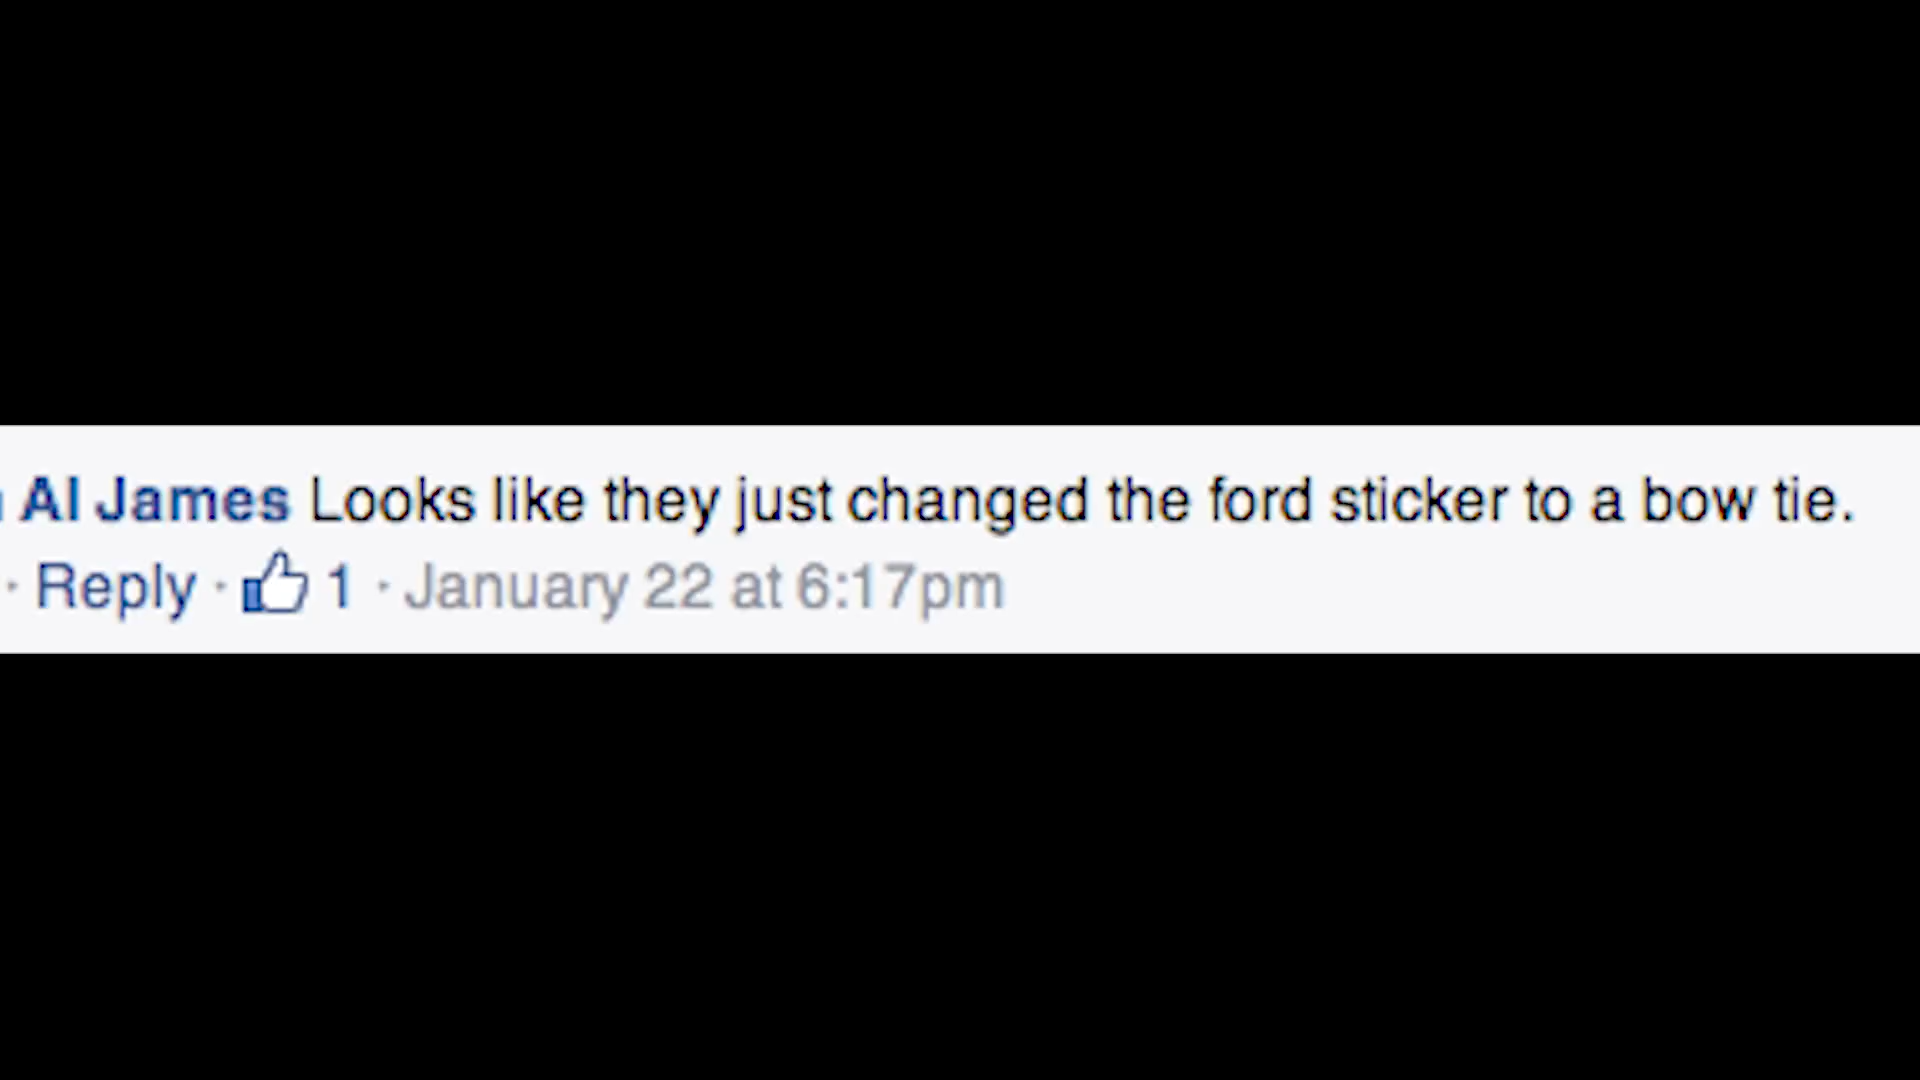 Al James Looks like they just changed the ford sticker to a bow tie.
· Reply · 1 · January 22 at 6:17pm